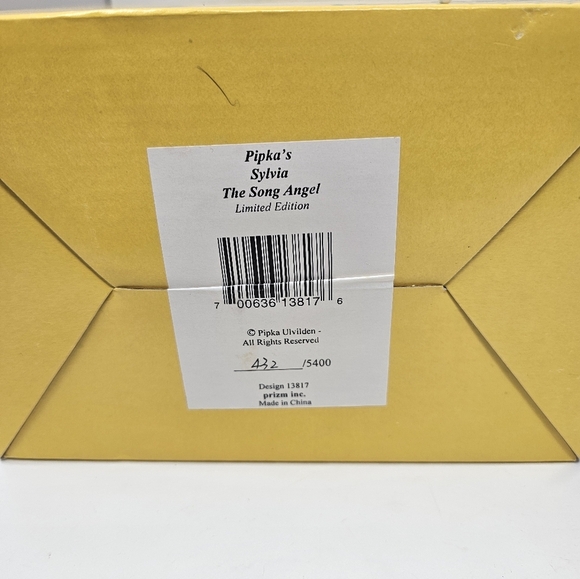 Pipka's
Sylvia
The Song Angel
Limited Edition
7 00636 13817 6
© Pipka Ulvilden -
All Rights Reserved
432 /5400
Design 13817
prizm inc.
Made in China